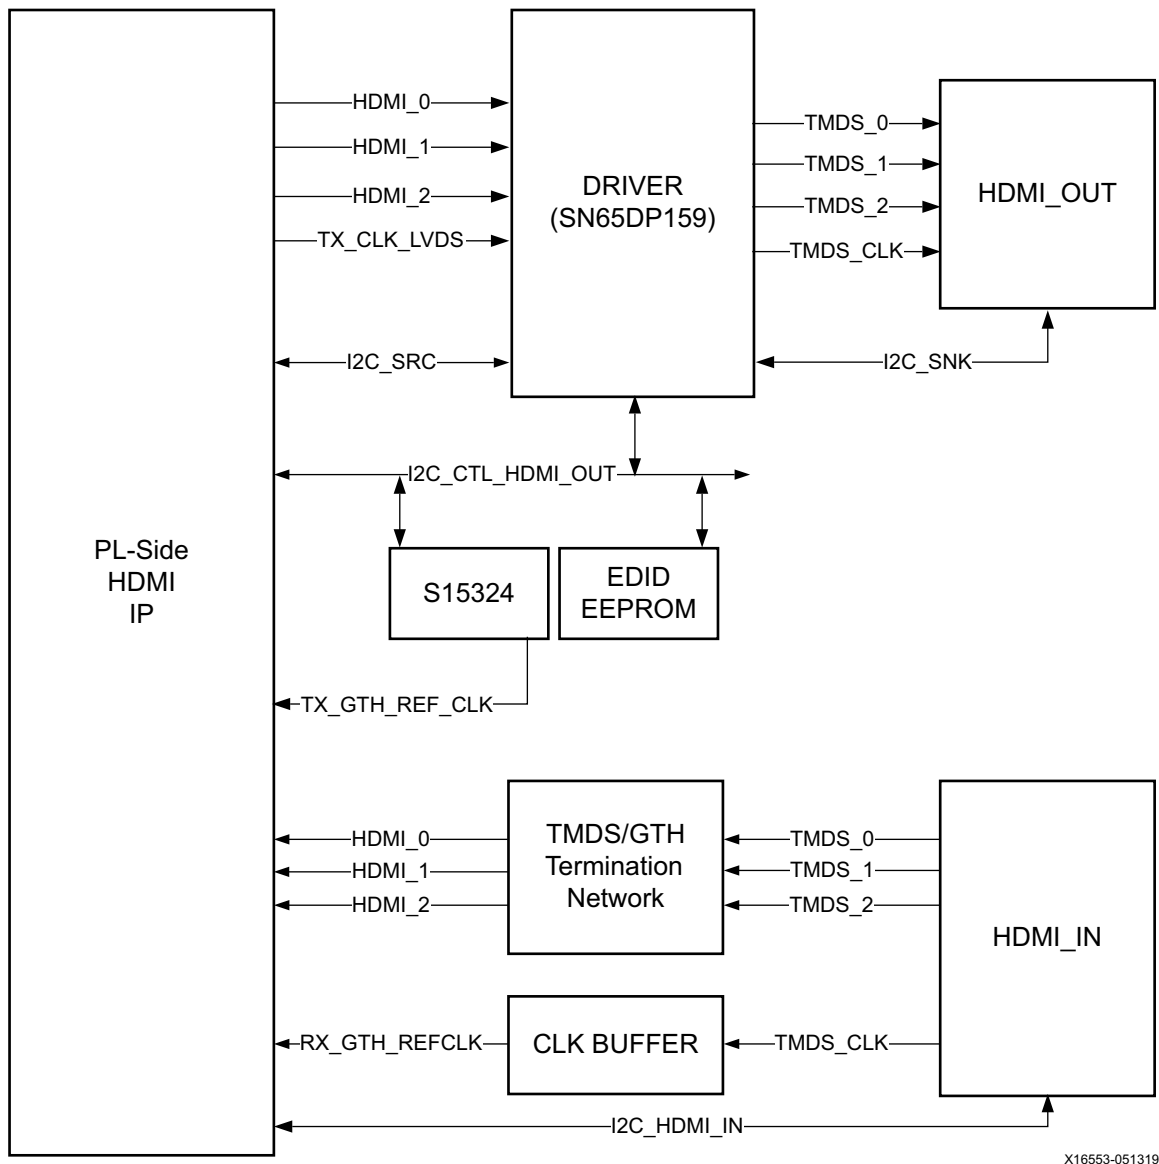 HDMI_0
HDMI_1
HDMI_2
TX_CLK_LVDS
I2C_SRC
DRIVER
(SN65DP159)
TMDS_0
TMDS_1
TMDS_2
TMDS_CLK
HDMI_OUT
I2C_SNK
I2C_CTL_HDMI_OUT
PL-Side
HDMI
IP
S15324
EDID
EEPROM
TX_GTH_REF_CLK
HDMI_0
HDMI_1
HDMI_2
TMDS/GTH
Termination
Network
TMDS_0
TMDS_1
TMDS_2
HDMI_IN
RX_GTH_REFCLK
CLK BUFFER
TMDS_CLK
I2C_HDMI_IN
X16553-051319